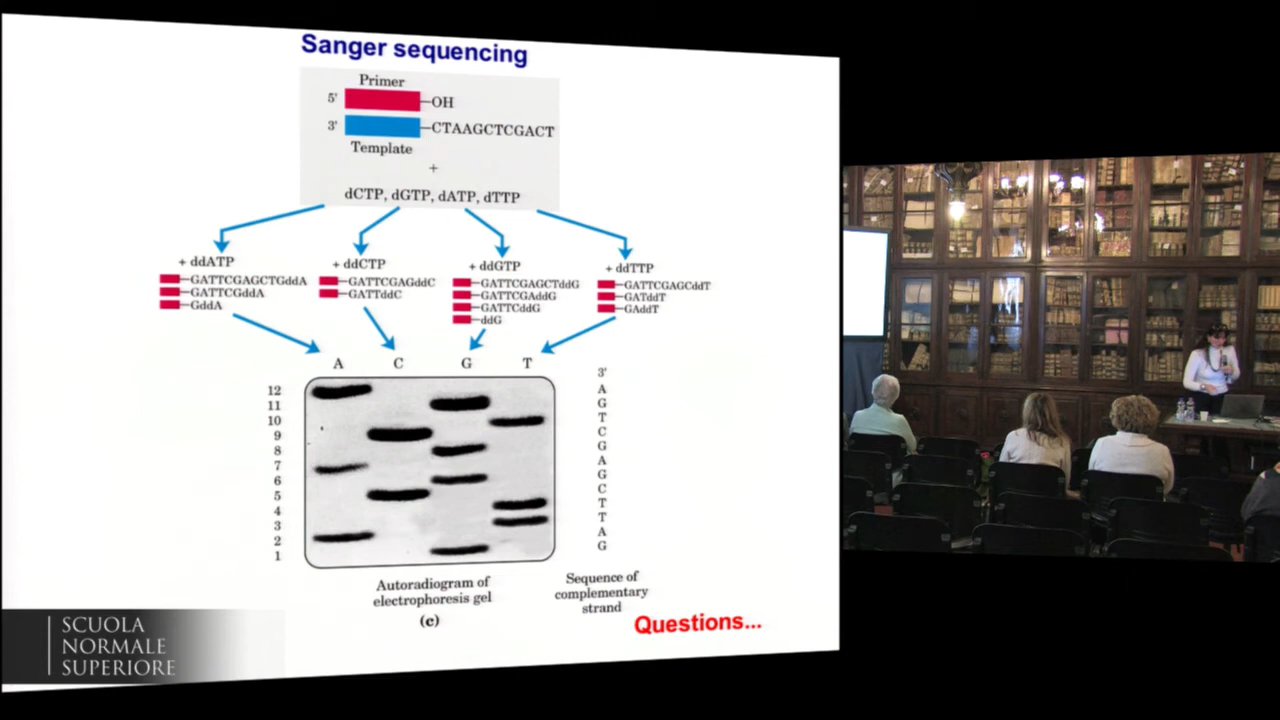 Sanger sequencing
Primer
5'
OH
3'
CTAAGCTCGACT
Template
+
dCTP, dGTP, dATP, dTTP
+ ddATP
GATTCGAGCTGddA
GATTCGddA
GddA
+ ddCTP
GATTCGAGddC
GATTddC
+ ddGTP
GATTCGAGCTddG
GATTCGAddG
GATTCddG
ddG
+ ddTTP
GATTCGAGCddT
GATddT
GAddT
A C G T
12
11
10
9
8
7
6
5
4
3
2
1
3'
A
G
T
C
G
A
G
C
T
T
A
G
Autoradiogram of
electrophoresis gel
(c)
Sequence of
complementary
strand
Questions...
SCUOLA
NORMALE
SUPERIORE